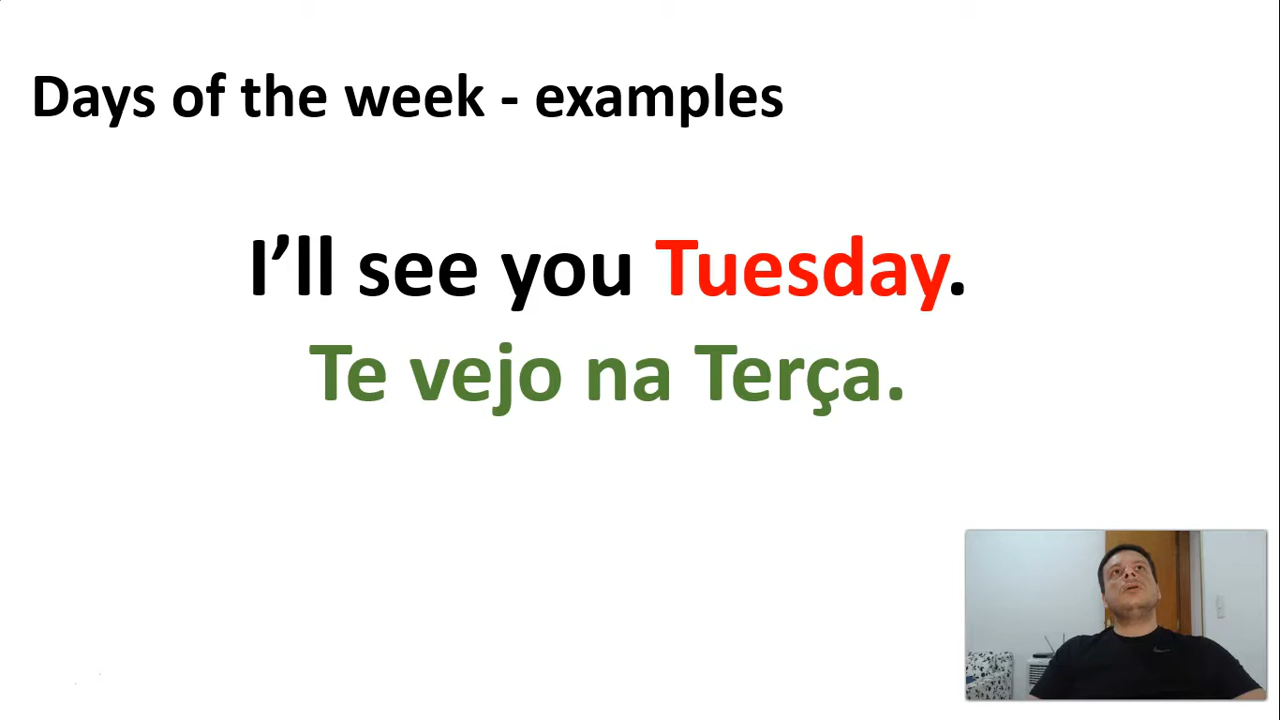 Days of the week - examples
I’ll see you Tuesday.
Te vejo na Terça.